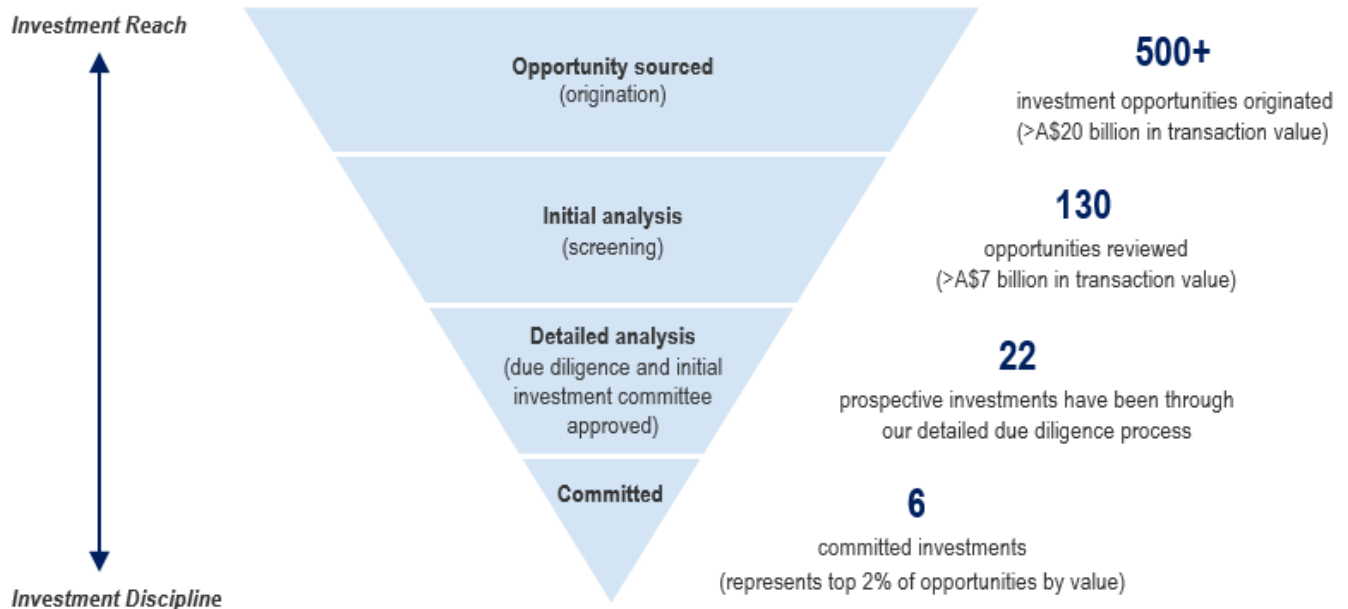 Investment Reach
Opportunity sourced
(origination)
500+
investment opportunities originated
(>A$20 billion in transaction value)
Initial analysis
(screening)
130
opportunities reviewed
(>A$7 billion in transaction value)
Detailed analysis
(due diligence and initial
investment committee
approved)
22
prospective investments have been through
our detailed due diligence process
Committed
6
committed investments
(represents top 2% of opportunities by value)
Investment Discipline